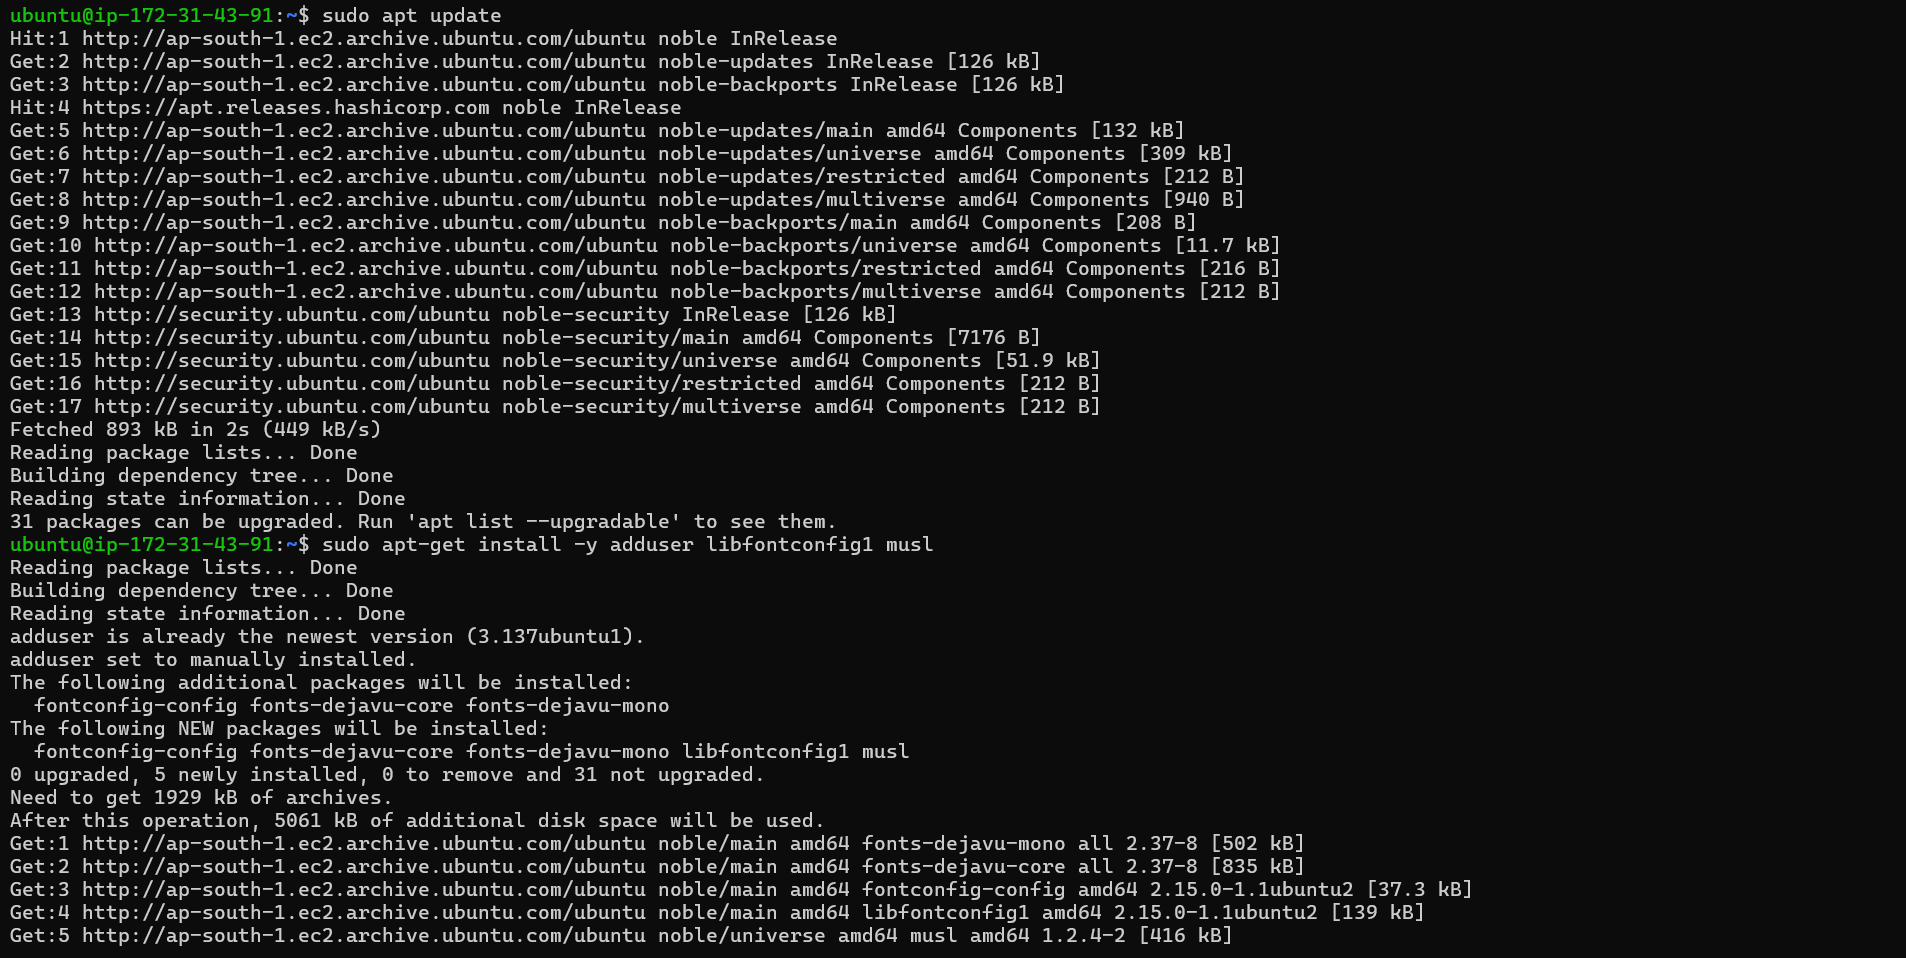 ubuntu@ip-172-31-43-91:~$ sudo apt update
Hit:1 http://ap-south-1.ec2.archive.ubuntu.com/ubuntu noble InRelease
Get:2 http://ap-south-1.ec2.archive.ubuntu.com/ubuntu noble-updates InRelease [126 kB]
Get:3 http://ap-south-1.ec2.archive.ubuntu.com/ubuntu noble-backports InRelease [126 kB]
Hit:4 https://apt.releases.hashicorp.com noble InRelease
Get:5 http://ap-south-1.ec2.archive.ubuntu.com/ubuntu noble-updates/main amd64 Components [132 kB]
Get:6 http://ap-south-1.ec2.archive.ubuntu.com/ubuntu noble-updates/universe amd64 Components [309 kB]
Get:7 http://ap-south-1.ec2.archive.ubuntu.com/ubuntu noble-updates/restricted amd64 Components [212 B]
Get:8 http://ap-south-1.ec2.archive.ubuntu.com/ubuntu noble-updates/multiverse amd64 Components [940 B]
Get:9 http://ap-south-1.ec2.archive.ubuntu.com/ubuntu noble-backports/main amd64 Components [208 B]
Get:10 http://ap-south-1.ec2.archive.ubuntu.com/ubuntu noble-backports/universe amd64 Components [11.7 kB]
Get:11 http://ap-south-1.ec2.archive.ubuntu.com/ubuntu noble-backports/restricted amd64 Components [216 B]
Get:12 http://ap-south-1.ec2.archive.ubuntu.com/ubuntu noble-backports/multiverse amd64 Components [212 B]
Get:13 http://security.ubuntu.com/ubuntu noble-security InRelease [126 kB]
Get:14 http://security.ubuntu.com/ubuntu noble-security/main amd64 Components [7176 B]
Get:15 http://security.ubuntu.com/ubuntu noble-security/universe amd64 Components [51.9 kB]
Get:16 http://security.ubuntu.com/ubuntu noble-security/restricted amd64 Components [212 B]
Get:17 http://security.ubuntu.com/ubuntu noble-security/multiverse amd64 Components [212 B]
Fetched 893 kB in 2s (449 kB/s)
Reading package lists... Done
Building dependency tree... Done
Reading state information... Done
31 packages can be upgraded. Run 'apt list --upgradable' to see them.
ubuntu@ip-172-31-43-91:~$ sudo apt-get install -y adduser libfontconfig1 musl
Reading package lists... Done
Building dependency tree... Done
Reading state information... Done
adduser is already the newest version (3.137ubuntu1).
adduser set to manually installed.
The following additional packages will be installed:
  fontconfig-config fonts-dejavu-core fonts-dejavu-mono
The following NEW packages will be installed:
  fontconfig-config fonts-dejavu-core fonts-dejavu-mono libfontconfig1 musl
0 upgraded, 5 newly installed, 0 to remove and 31 not upgraded.
Need to get 1929 kB of archives.
After this operation, 5061 kB of additional disk space will be used.
Get:1 http://ap-south-1.ec2.archive.ubuntu.com/ubuntu noble/main amd64 fonts-dejavu-mono all 2.37-8 [502 kB]
Get:2 http://ap-south-1.ec2.archive.ubuntu.com/ubuntu noble/main amd64 fonts-dejavu-core all 2.37-8 [835 kB]
Get:3 http://ap-south-1.ec2.archive.ubuntu.com/ubuntu noble/main amd64 fontconfig-config amd64 2.15.0-1.1ubuntu2 [37.3 kB]
Get:4 http://ap-south-1.ec2.archive.ubuntu.com/ubuntu noble/main amd64 libfontconfig1 amd64 2.15.0-1.1ubuntu2 [139 kB]
Get:5 http://ap-south-1.ec2.archive.ubuntu.com/ubuntu noble/universe amd64 musl amd64 1.2.4-2 [416 kB]